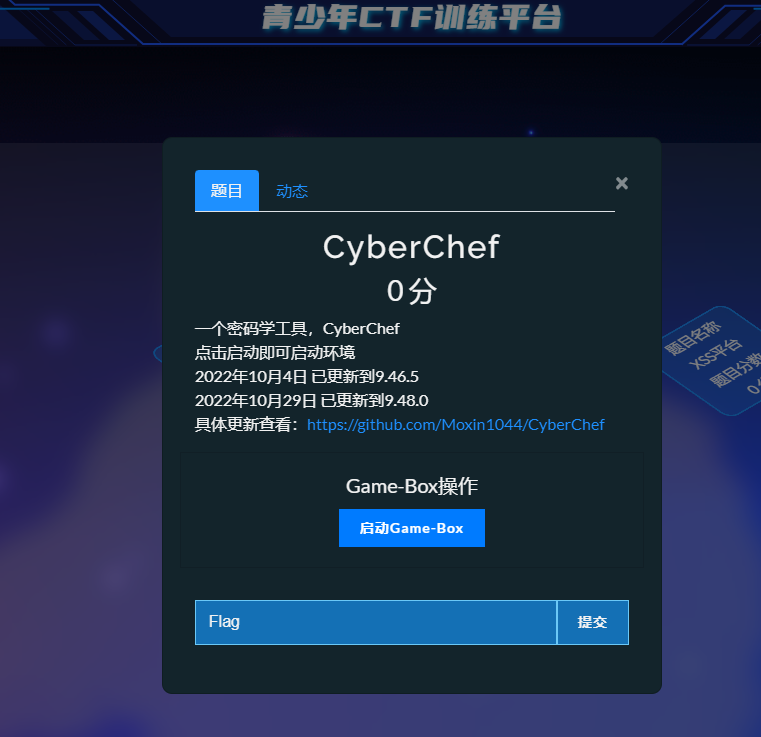 青少年CTF训练平台
题目 动态 ×
CyberChef
0分
一个密码学工具，CyberChef
点击启动即可启动环境
2022年10月4日 已更新到9.46.5
2022年10月29日 已更新到9.48.0
具体更新查看：https://github.com/Moxin1044/CyberChef
Game-Box操作
启动Game-Box
Flag 提交
题目名称
XSS平台
题目分数